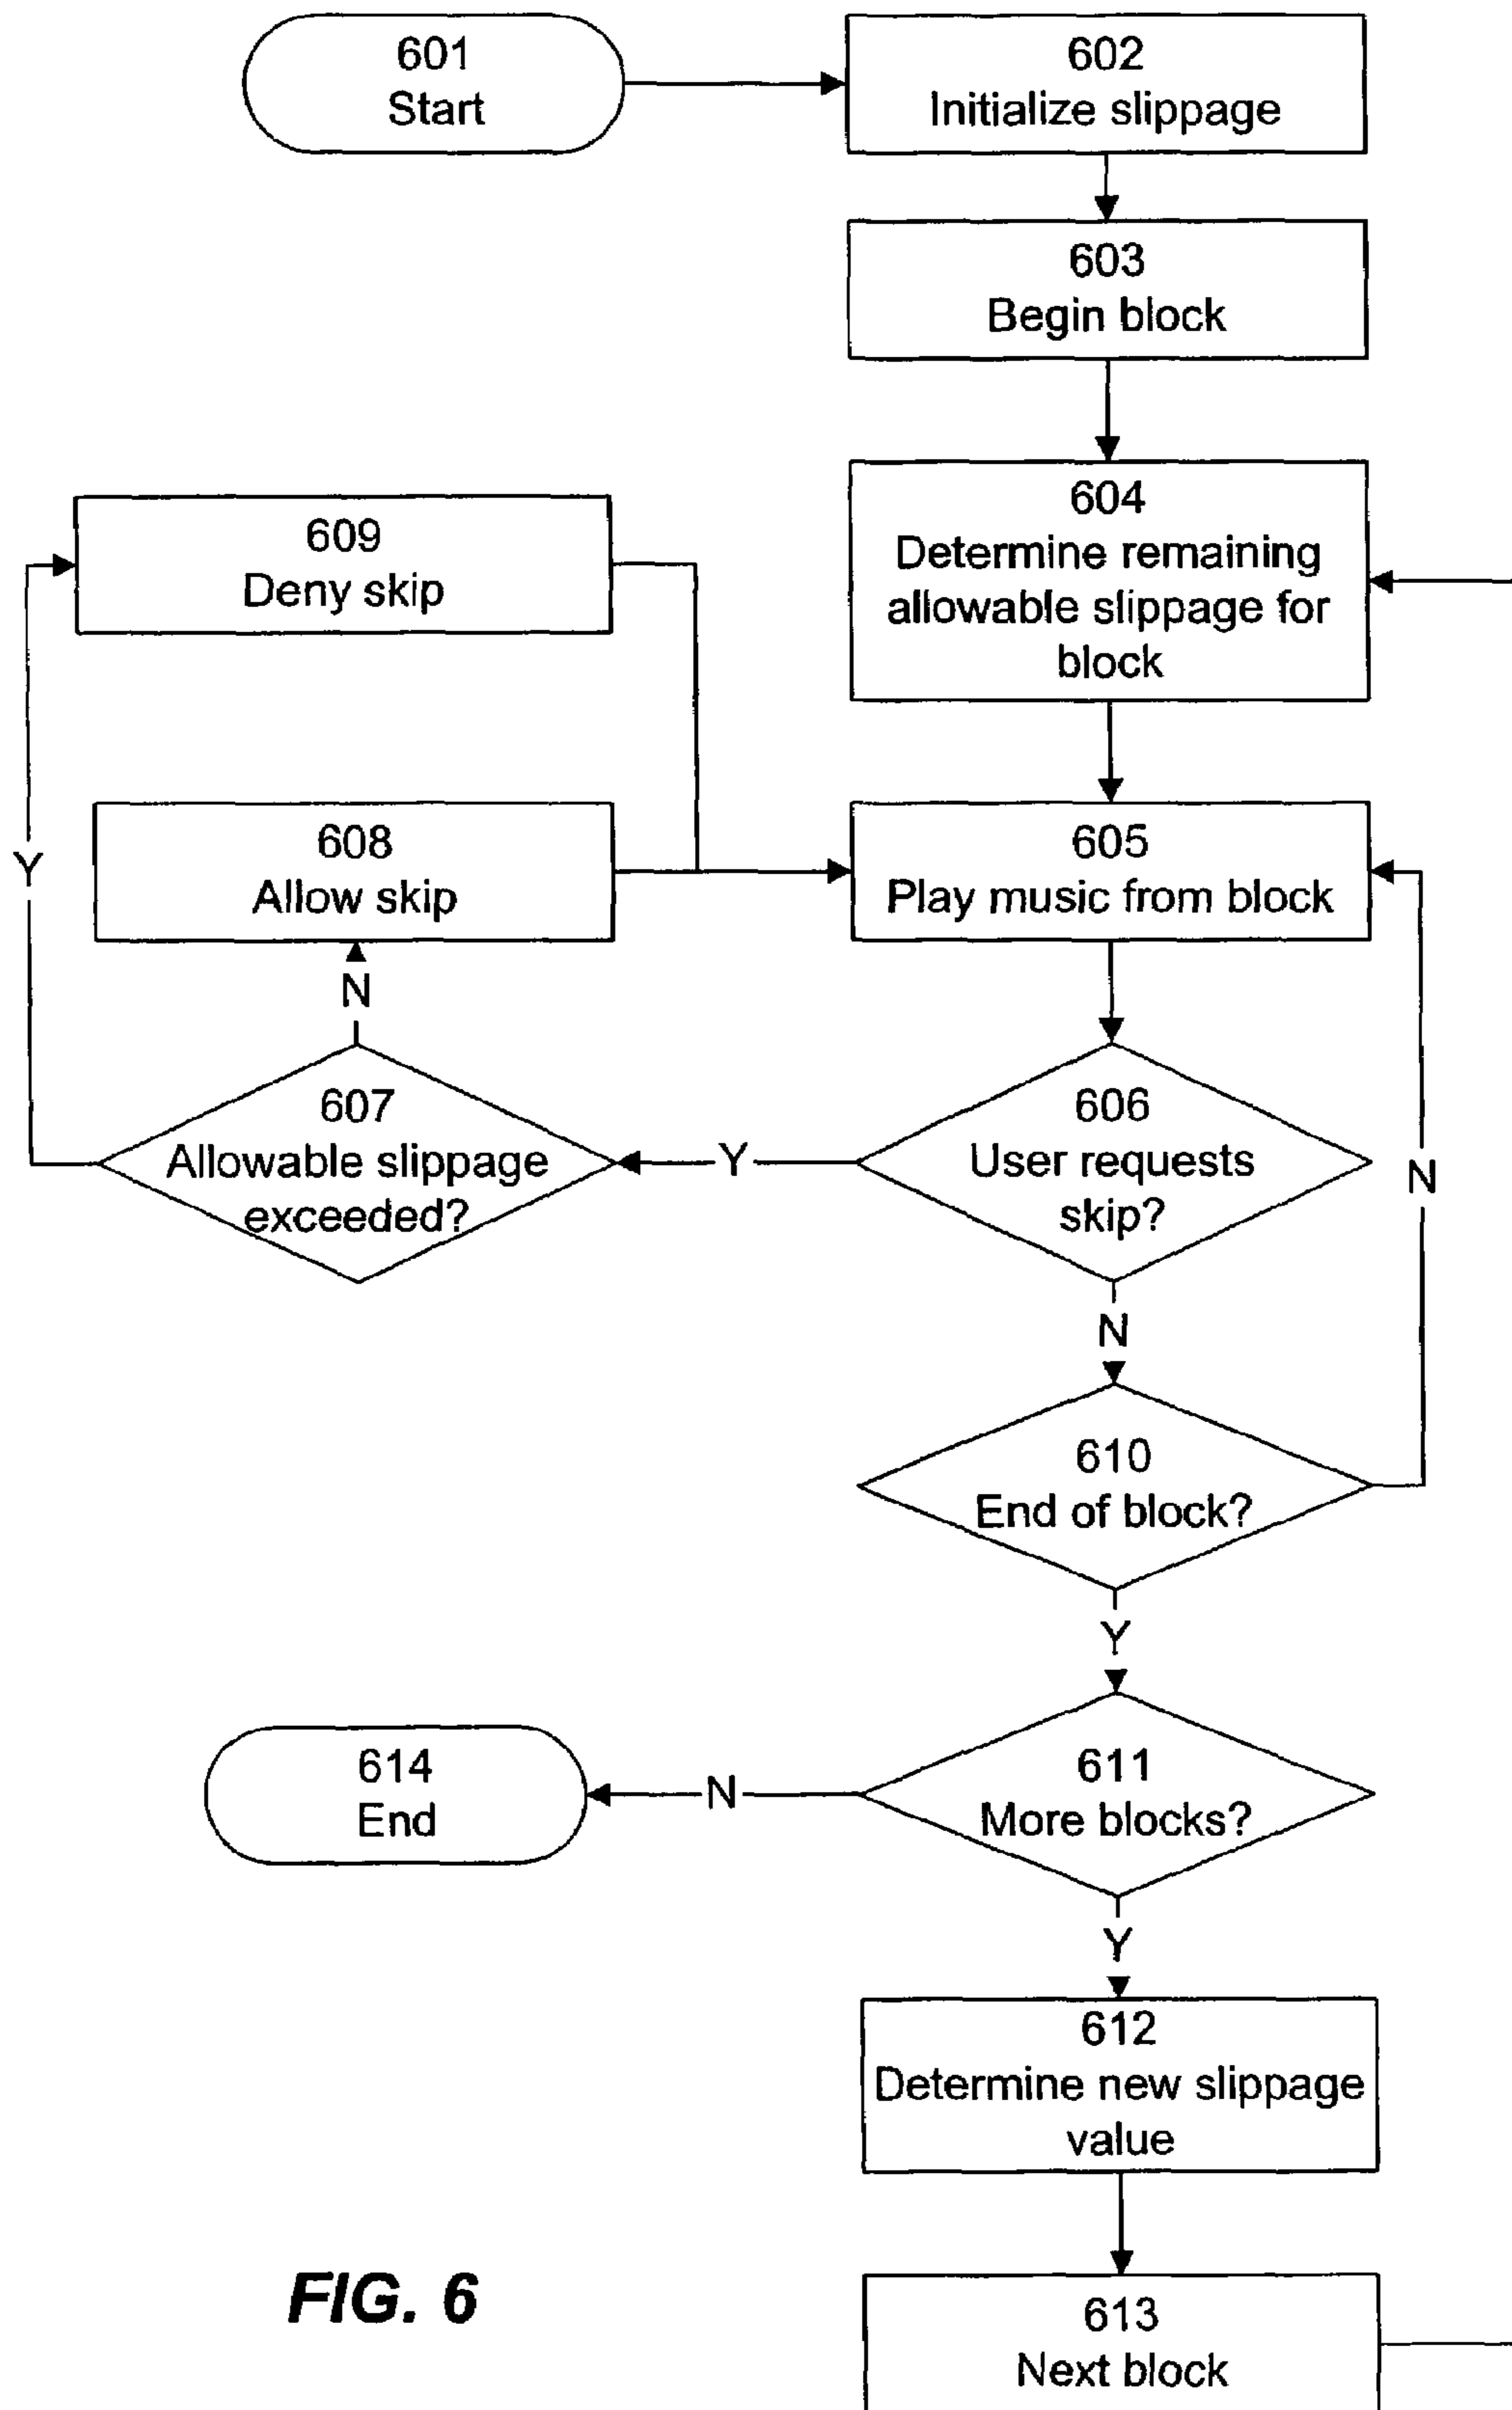 601
Start
602
Initialize slippage
603
Begin block
604
Determine remaining
allowable slippage for
block
609
Deny skip
608
Allow skip
605
Play music from block
Y
N
607
Allowable slippage
exceeded?
Y
606
User requests
skip?
N
N
610
End of block?
Y
611
More blocks?
N
614
End
Y
612
Determine new slippage
value
613
Next block
FIG. 6